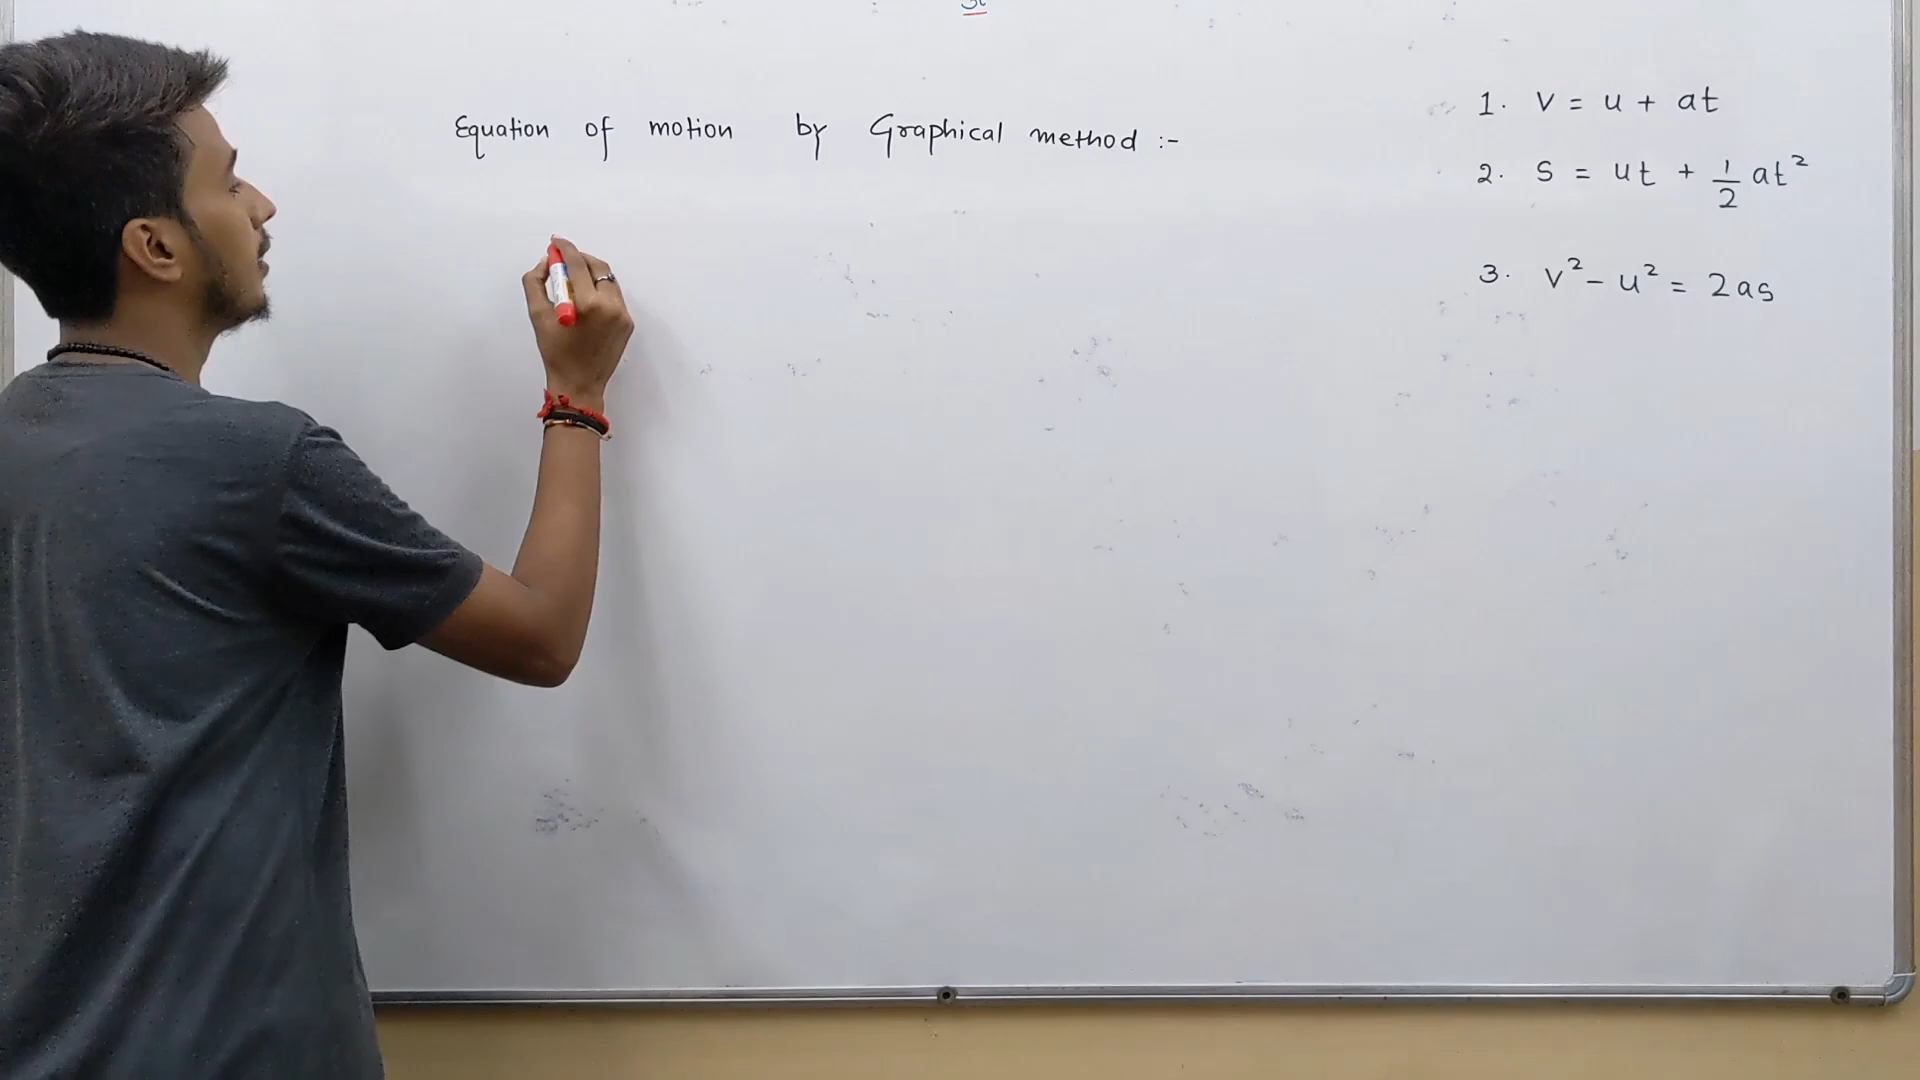 Equation of motion by Graphical method :-
1. v = u + at
2. S = ut + 1/2 at²
3. v² - u² = 2as